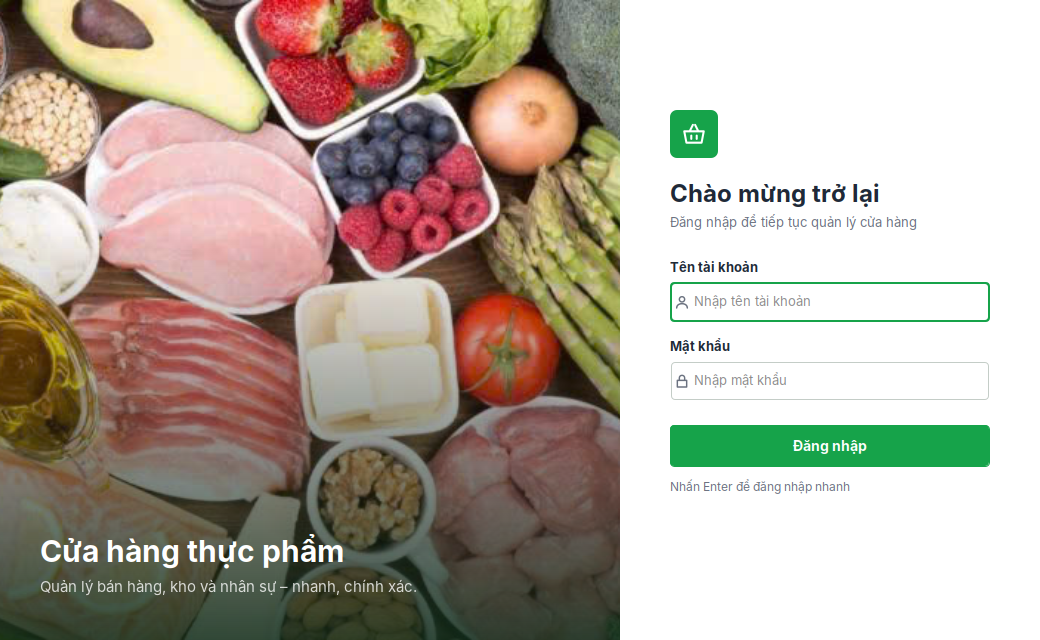 Cửa hàng thực phẩm
Quản lý bán hàng, kho và nhân sự – nhanh, chính xác.
Chào mừng trở lại
Đăng nhập để tiếp tục quản lý cửa hàng
Tên tài khoản
Nhập tên tài khoản
Mật khẩu
Nhập mật khẩu
Đăng nhập
Nhấn Enter để đăng nhập nhanh